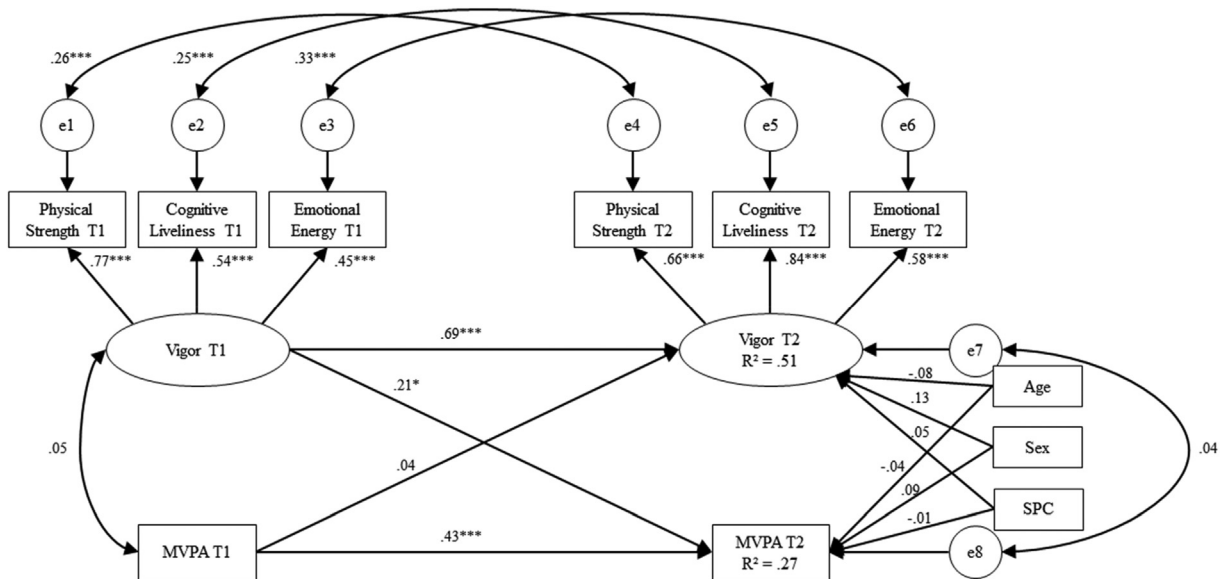 .26***
.25***
.33***
e1
e2
e3
e4
e5
e6
Physical
Strength T1
Cognitive
Liveliness T1
Emotional
Energy T1
Physical
Strength T2
Cognitive
Liveliness T2
Emotional
Energy T2
.77***
.54***
.45***
.66***
.84***
.58***
Vigor T1
.69***
Vigor T2
R² = .51
e7
-.08
Age
.13
.21*
.05
Sex
.05
.04
.04
-.04
.09
SPC
-.01
MVPA T1
.43***
MVPA T2
R² = .27
e8